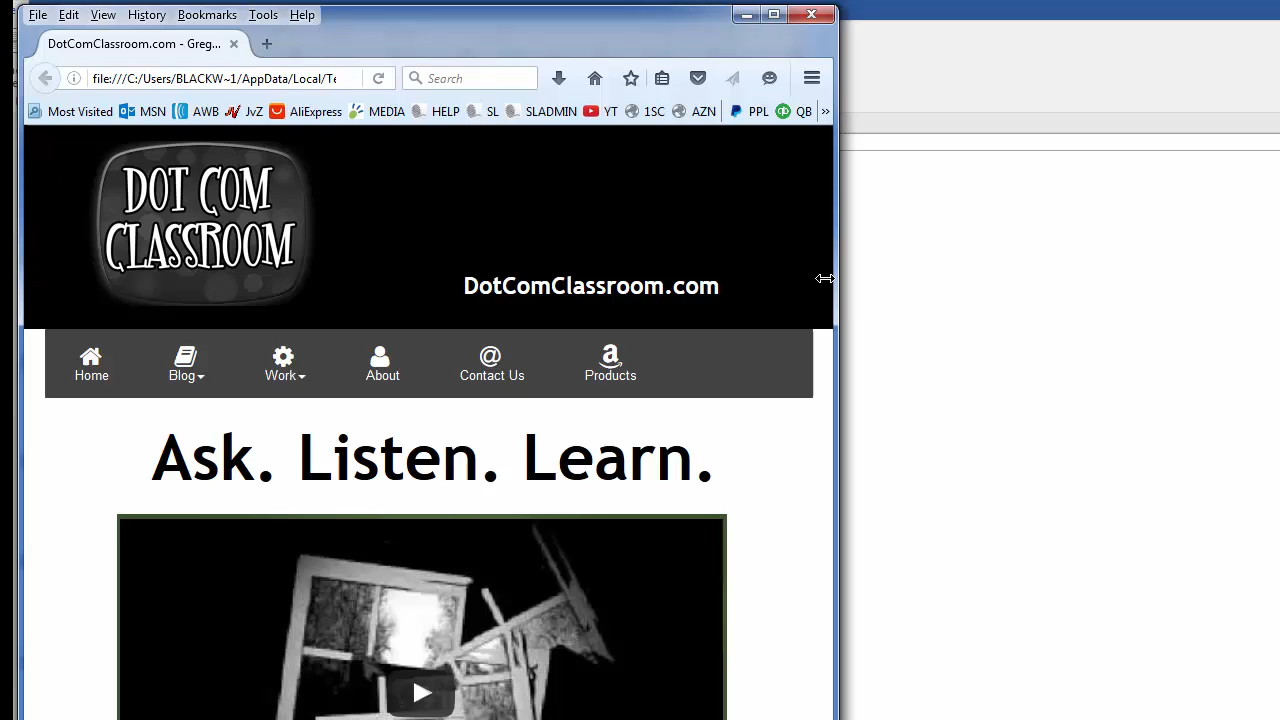 File Edit View History Bookmarks Tools Help
DotComClassroom.com - Greg...
file:///C:/Users/BLACKW~1/AppData/Local/Te
Search
Most Visited MSN AWB JvZ AliExpress MEDIA HELP SL SLADMIN YT 1SC AZN PPL QB »
DOT COM
CLASSROOM
DotComClassroom.com
Home Blog Work About Contact Us Products
Ask. Listen. Learn.